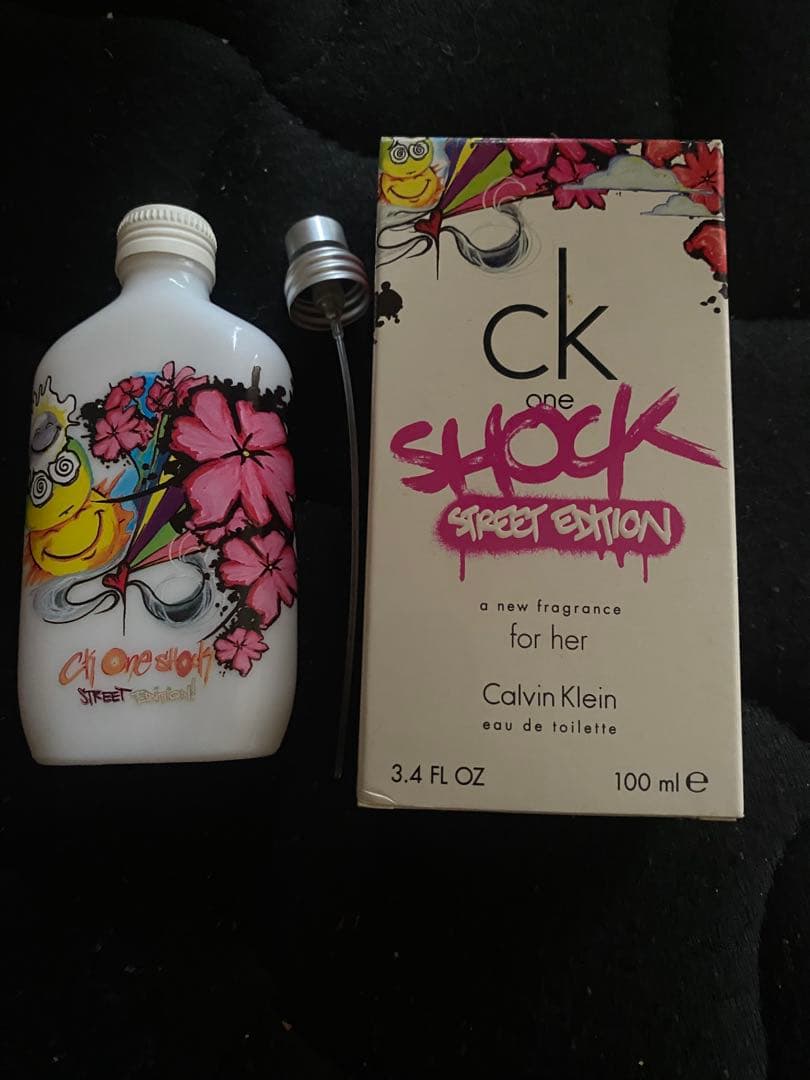 CK One shock
STREET EDITION!
ck
one
SHOCK
STREET EDITION
a new fragrance
for her
Calvin Klein
eau de toilette
3.4 FL OZ
100 ml e